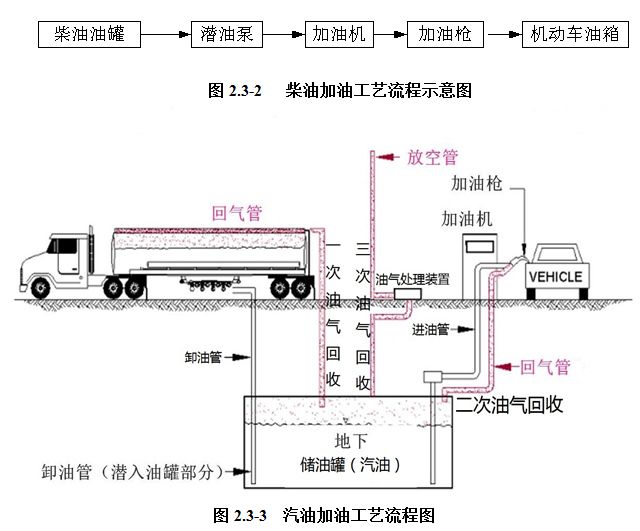 柴油油罐 潜油泵 加油机 加油枪 机动车油箱
图 2.3-2 柴油加油工艺流程示意图
放空管
加油枪
回气管
加油机
一次油气回收
三次油气回收
油气处理装置
VEHICLE
卸油管
进油管
回气管
二次油气回收
地下
储油罐（汽油）
卸油管（潜入油罐部分）
图 2.3-3 汽油加油工艺流程图